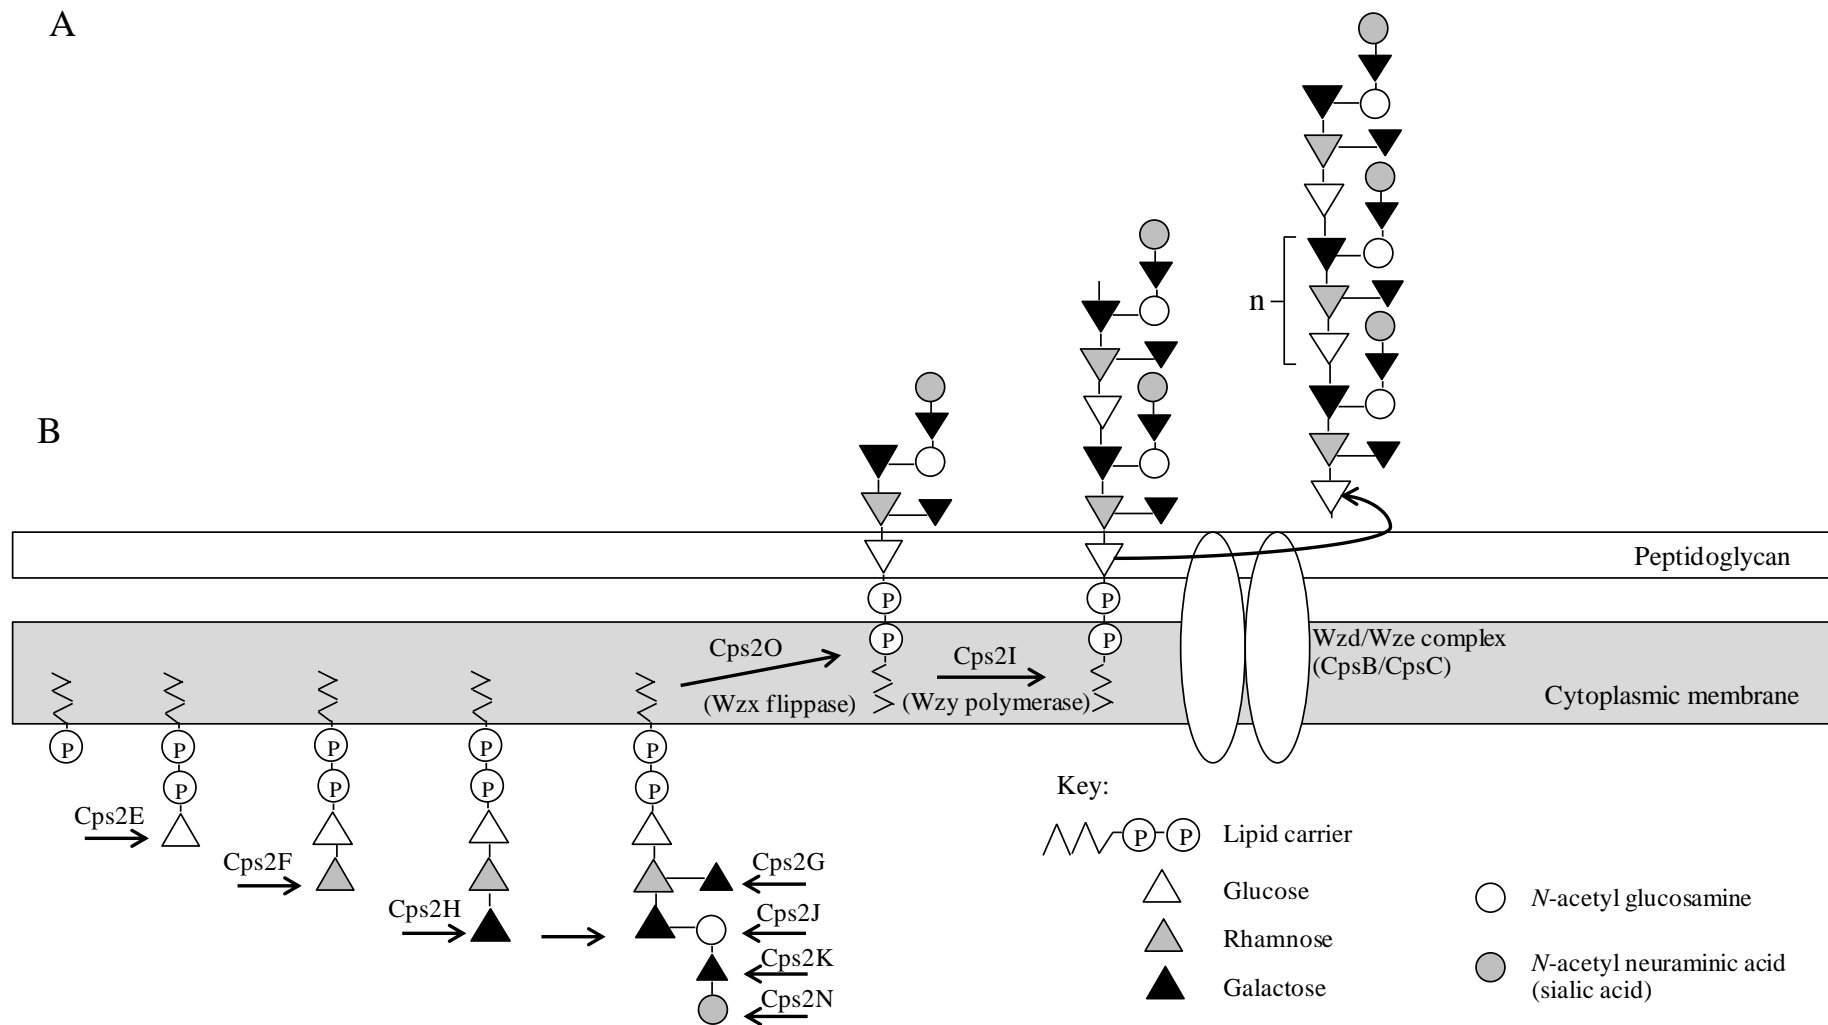 A
n
B
Peptidoglycan
P
P
P
P
Cps2O
(Wzx flippase)
Cps2I
(Wzy polymerase)
Wzd/Wze complex
(CpsB/CpsC)
Cytoplasmic membrane
P
P
P
P
P
P
P
P
P
Cps2E
Cps2F
Cps2H
Cps2G
Cps2J
Cps2K
Cps2N
Key:
P P Lipid carrier
Glucose
Rhamnose
Galactose
N-acetyl glucosamine
N-acetyl neuraminic acid
(sialic acid)